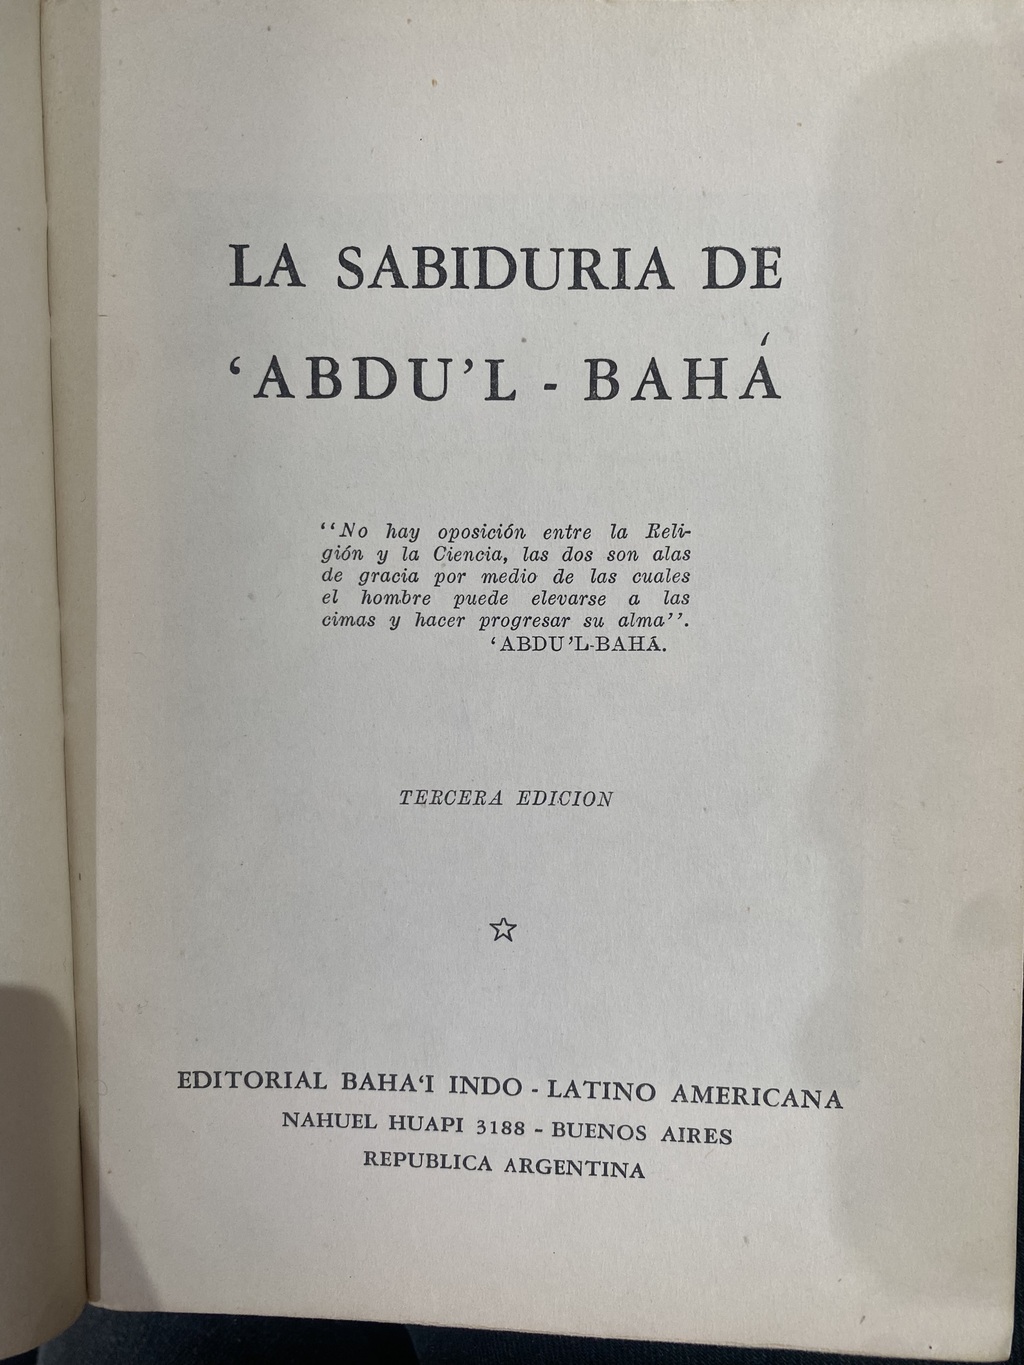 LA SABIDURIA DE
‘ABDU’L - BAHÁ
‘‘No hay oposición entre la Reli-
gión y la Ciencia, las dos son alas
de gracia por medio de las cuales
el hombre puede elevarse a las
cimas y hacer progresar su alma’’.
‘ABDU’L-BAHÁ.
TERCERA EDICION
EDITORIAL BAHA‘I INDO - LATINO AMERICANA
NAHUEL HUAPI 3188 - BUENOS AIRES
REPUBLICA ARGENTINA